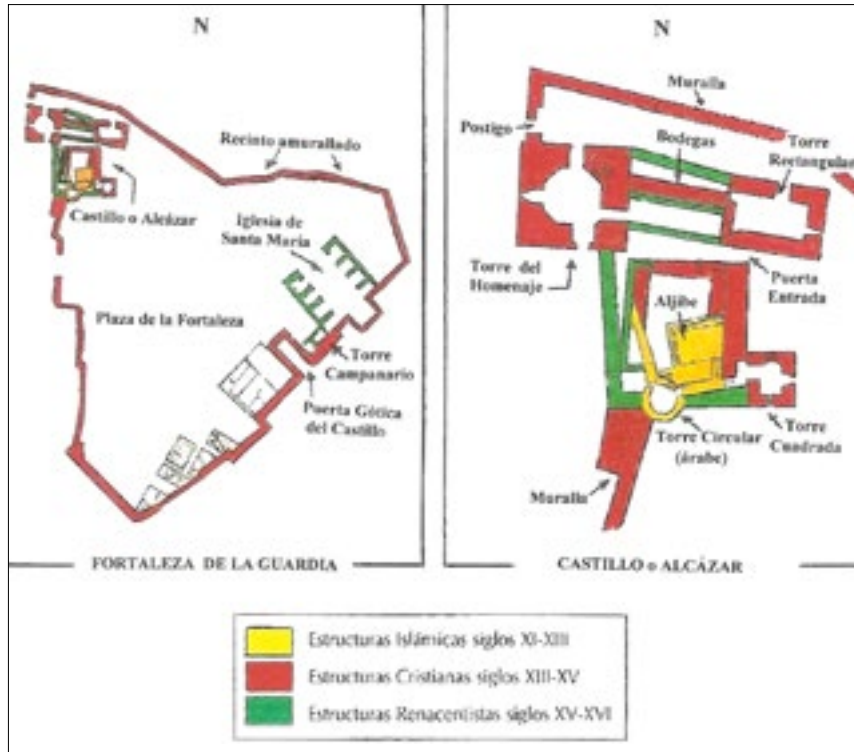 N
Recinto amurallado
Castillo o Alcázar
Iglesia de
Santa María
Plaza de la Fortaleza
Torre
Campanario
Puerta Gótica
del Castillo
FORTALEZA DE LA GUARDIA
N
Muralla
Postigo
Bodegas
Torre
Rectangular
Torre del
Homenaje
Puerta
Entrada
Aljibe
Torre Circular
(árabe)
Torre
Cuadrada
Muralla
CASTILLO o ALCÁZAR
Estructuras Islámicas siglos XI-XIII
Estructuras Cristianas siglos XIII-XV
Estructuras Renacentistas siglos XV-XVI